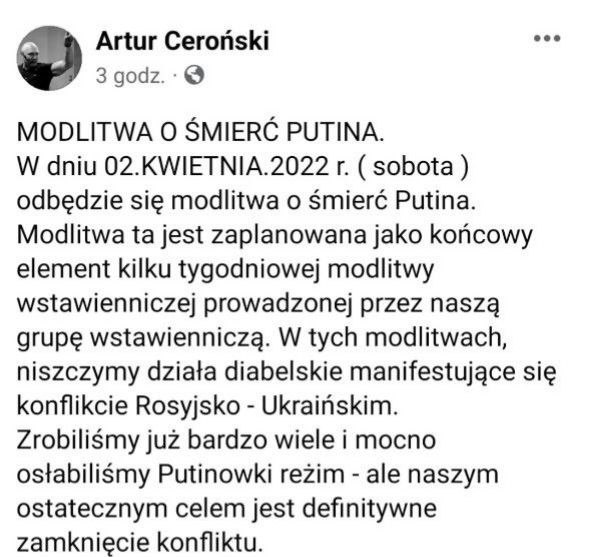 Artur Ceroński
3 godz. ·
MODLITWA O ŚMIERĆ PUTINA.
W dniu 02.KWIETNIA.2022 r. ( sobota )
odbędzie się modlitwa o śmierć Putina.
Modlitwa ta jest zaplanowana jako końcowy
element kilku tygodniowej modlitwy
wstawienniczej prowadzonej przez naszą
grupę wstawienniczą. W tych modlitwach,
niszczymy działa diabelskie manifestujące się
konflikcie Rosyjsko - Ukraińskim.
Zrobiliśmy już bardzo wiele i mocno
osłabiliśmy Putinowki reżim - ale naszym
ostatecznym celem jest definitywne
zamknięcie konfliktu.